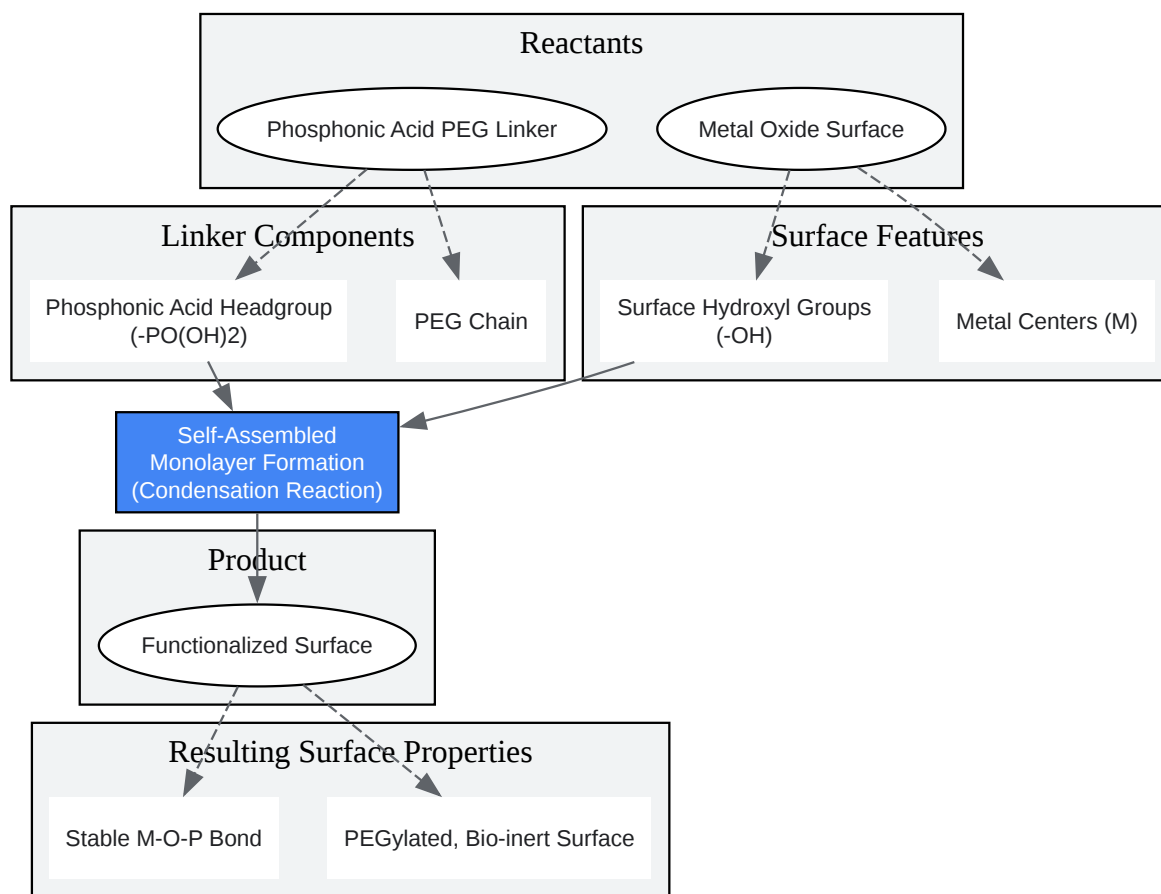 Reactants
Phosphonic Acid PEG Linker
Metal Oxide Surface
Linker Components
Surface Features
Phosphonic Acid Headgroup
(-PO(OH)2)
PEG Chain
Surface Hydroxyl Groups
(-OH)
Metal Centers (M)
Self-Assembled
Monolayer Formation
(Condensation Reaction)
Product
Functionalized Surface
Resulting Surface Properties
Stable M-O-P Bond
PEGylated, Bio-inert Surface